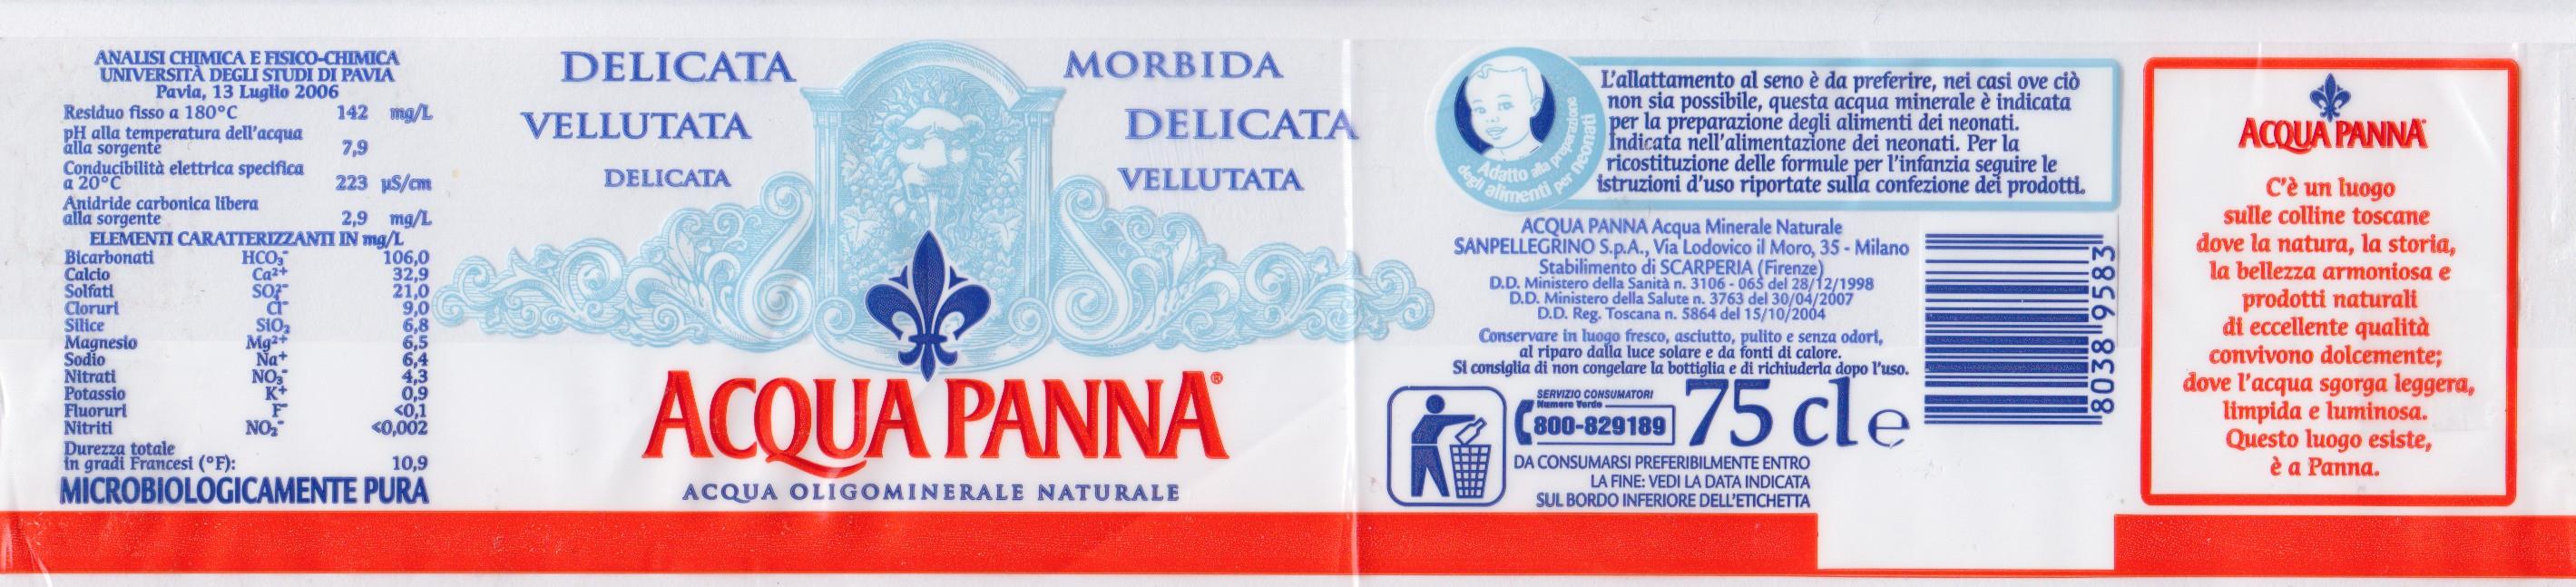 ANALISI CHIMICA E FISICO-CHIMICA
UNIVERSITÀ DEGLI STUDI DI PAVIA
Pavia, 13 Luglio 2006
Residuo fisso a 180°C 142 mg/L
pH alla temperatura dell'acqua
alla sorgente 7,9
Conducibilità elettrica specifica
a 20°C 223 µS/cm
Anidride carbonica libera
alla sorgente 2,9 mg/L
ELEMENTI CARATTERIZZANTI IN mg/L
Bicarbonati HCO₃⁻ 106,0
Calcio Ca²⁺ 32,9
Solfati SO₄²⁻ 21,0
Cloruri Cl⁻ 9,0
Silice SiO₂ 6,8
Magnesio Mg²⁺ 6,5
Sodio Na⁺ 6,4
Nitrati NO₃⁻ 4,3
Potassio K⁺ 0,9
Fluoruri F⁻ <0,1
Nitriti NO₂⁻ <0,002
Durezza totale
in gradi Francesi (°F): 10,9
MICROBIOLOGICAMENTE PURA
DELICATA
VELLUTATA
DELICATA
MORBIDA
DELICATA
VELLUTATA
ACQUA PANNA®
ACQUA OLIGOMINERALE NATURALE
Adatto alla preparazione
degli alimenti per neonati
L'allattamento al seno è da preferire, nei casi ove ciò
non sia possibile, questa acqua minerale è indicata
per la preparazione degli alimenti dei neonati.
Indicata nell'alimentazione dei neonati. Per la
ricostituzione delle formule per l'infanzia seguire le
istruzioni d'uso riportate sulla confezione dei prodotti.
ACQUA PANNA Acqua Minerale Naturale
SANPELLEGRINO S.p.A., Via Lodovico il Moro, 35 - Milano
Stabilimento di SCARPERIA (Firenze)
D.D. Ministero della Sanità n. 3106 - 065 del 28/12/1998
D.D. Ministero della Salute n. 3763 del 30/04/2007
D.D. Reg. Toscana n. 5864 del 15/10/2004
Conservare in luogo fresco, asciutto, pulito e senza odori,
al riparo dalla luce solare e da fonti di calore.
Si consiglia di non congelare la bottiglia e di richiuderla dopo l'uso.
SERVIZIO CONSUMATORI
Numero Verde
800-829189
75 cl e
DA CONSUMARSI PREFERIBILMENTE ENTRO
LA FINE: VEDI LA DATA INDICATA
SUL BORDO INFERIORE DELL'ETICHETTA
8038 9583
ACQUA PANNA
C'è un luogo
sulle colline toscane
dove la natura, la storia,
la bellezza armoniosa e
prodotti naturali
di eccellente qualità
convivono dolcemente;
dove l'acqua sgorga leggera,
limpida e luminosa.
Questo luogo esiste,
è a Panna.